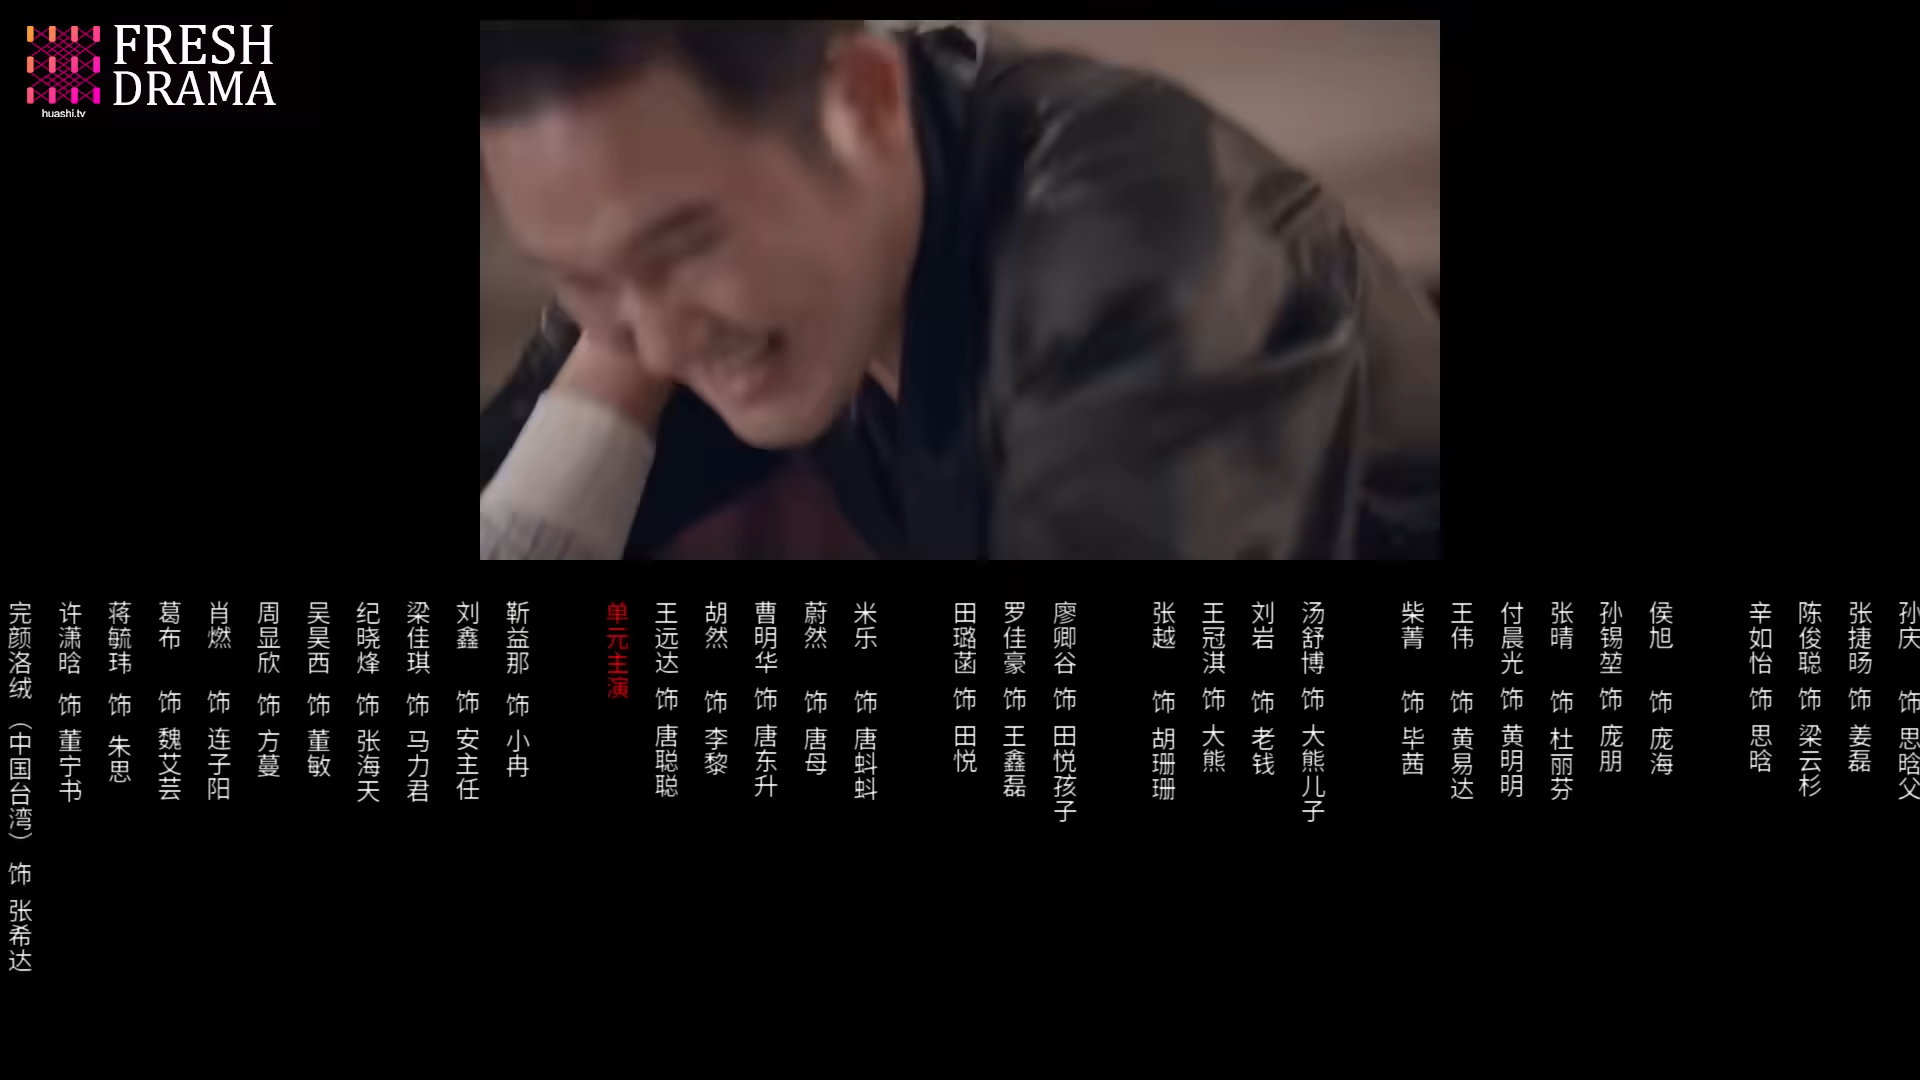 FRESH
DRAMA
huashi.tv
完颜洛绒（中国台湾） 饰 张希达
许潇晗 饰 董宁书
蒋毓玮 饰 朱思
葛布 饰 魏艾芸
肖燃 饰 连子阳
周显欣 饰 方蔓
吴昊西 饰 董敏
纪晓烽 饰 张海天
梁佳琪 饰 马力君
刘鑫 饰 安主任
靳益那 饰 小冉
单元主演
王远达 饰 唐聪聪
胡然 饰 李黎
曹明华 饰 唐东升
蔚然 饰 唐母
米乐 饰 唐蚪蚪
田璐菡 饰 田悦
罗佳豪 饰 王鑫磊
廖卿谷 饰 田悦孩子
张越 饰 胡珊珊
王冠淇 饰 大熊
刘岩 饰 老钱
汤舒博 饰 大熊儿子
柴菁 饰 毕茜
王伟 饰 黄易达
付晨光 饰 黄明明
张晴 饰 杜丽芬
孙锡堃 饰 庞朋
侯旭 饰 庞海
辛如怡 饰 思晗
陈俊聪 饰 梁云杉
张捷旸 饰 姜磊
孙庆 饰 思晗父